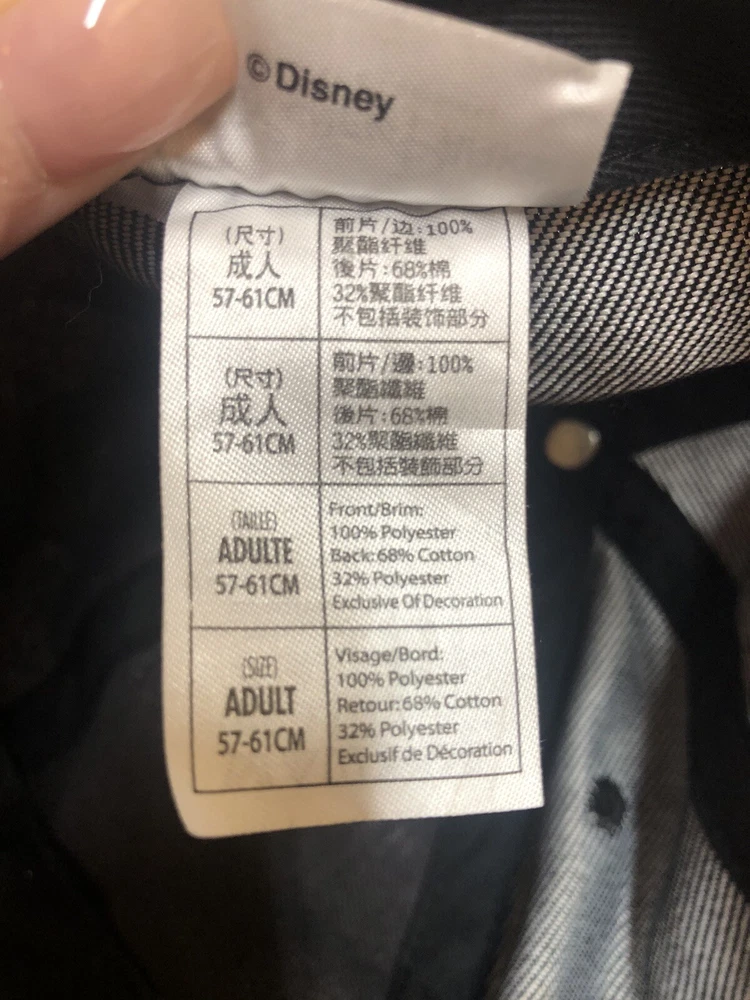 ©Disney
(尺寸)
成人
57-61CM
前片/边:100%
聚酯纤维
後片:68%棉
32%聚酯纤维
不包括装饰部分
(尺寸)
成人
57-61CM
前片/邊:100%
聚酯纖維
後片:68%棉
32%聚酯纖維
不包括裝飾部分
(TAILLE)
ADULTE
57-61CM
Front/Brim:
100% Polyester
Back:68% Cotton
32% Polyester
Exclusive Of Decoration
(SIZE)
ADULT
57-61CM
Visage/Bord:
100% Polyester
Retour:68% Cotton
32% Polyester
Exclusif de Décoration